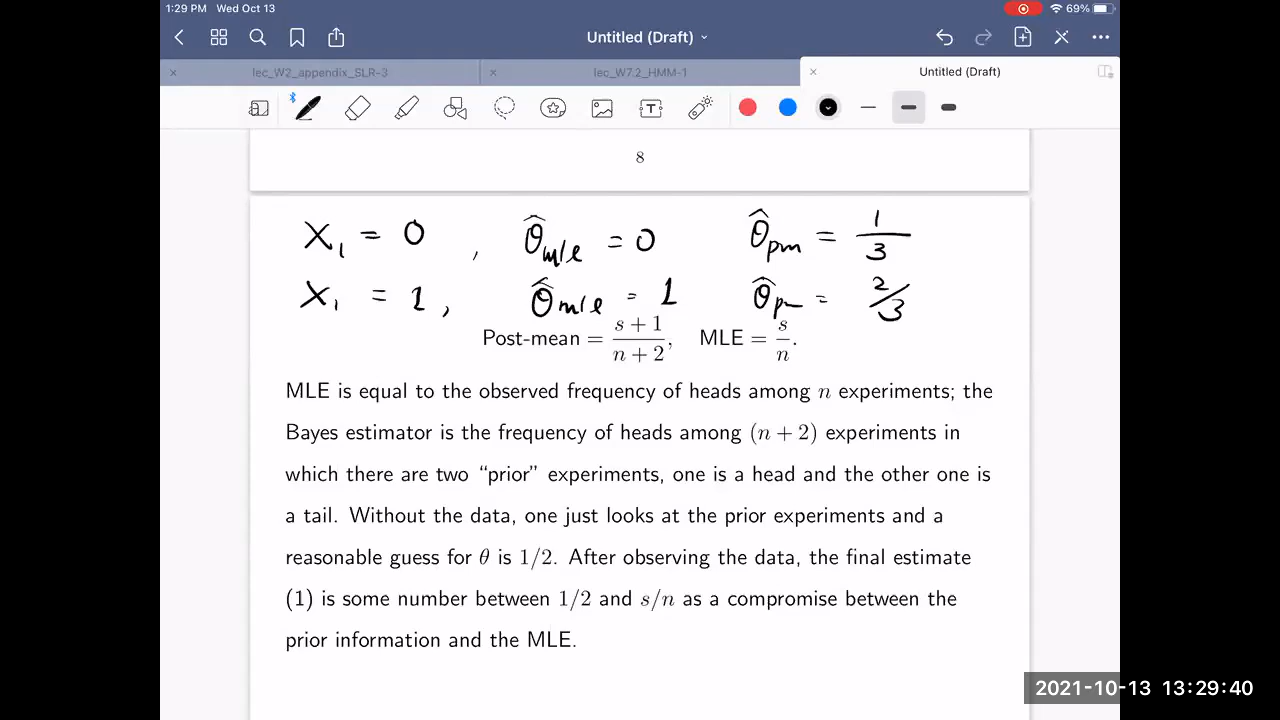 1:29 PM Wed Oct 13
69%
Untitled (Draft)
lec_W2_appendix_SLR-3
lec_W7.2_HMM-1
Untitled (Draft)
8
X₁ = 0 , θ̂mle = 0 θ̂pm = 1/3
X₁ = 1, θ̂mle = 1 θ̂pm = 2/3
Post-mean = (s + 1)/(n + 2), MLE = s/n.
MLE is equal to the observed frequency of heads among n experiments; the
Bayes estimator is the frequency of heads among (n + 2) experiments in
which there are two “prior” experiments, one is a head and the other one is
a tail. Without the data, one just looks at the prior experiments and a
reasonable guess for θ is 1/2. After observing the data, the final estimate
(1) is some number between 1/2 and s/n as a compromise between the
prior information and the MLE.
2021-10-13 13:29:40